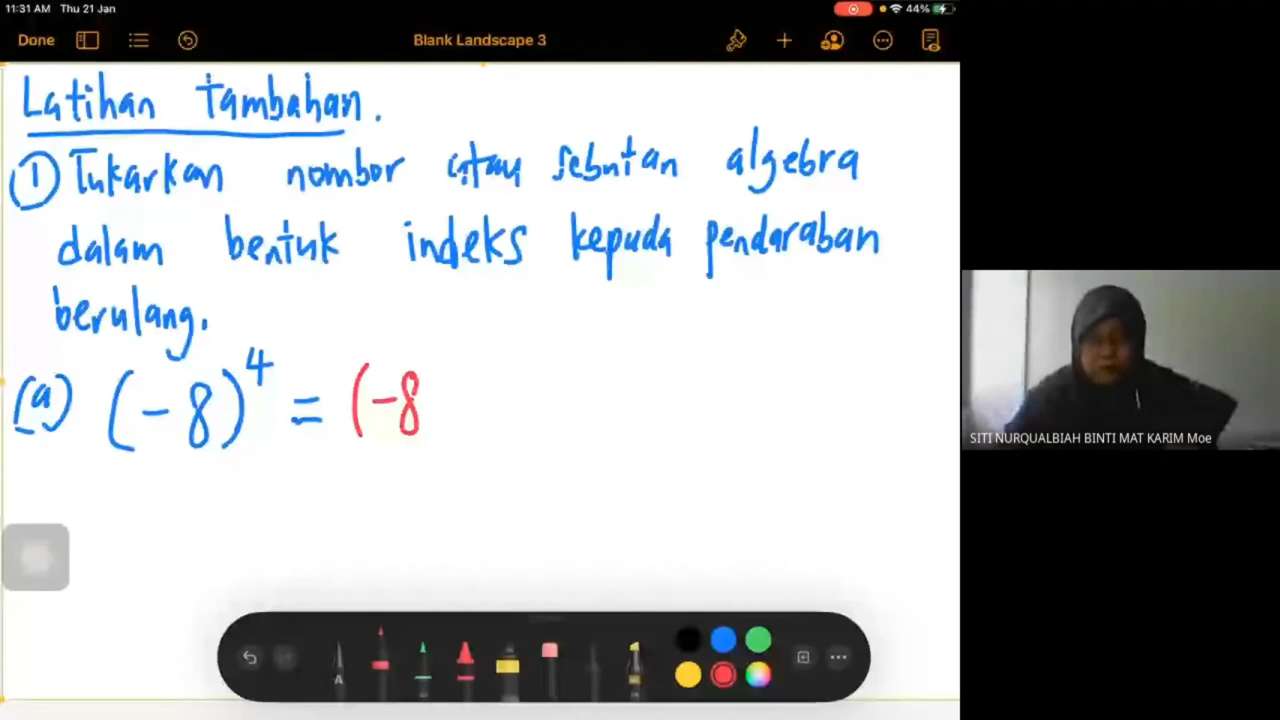 11:31 AM Thu 21 Jan
44%
Done
Blank Landscape 3
Latihan Tambahan.
① Tukarkan nombor atau sebutan algebra
dalam bentuk indeks kepada pendaraban
berulang.
(a) (-8)⁴ = (-8
A
SITI NURQUALBIAH BINTI MAT KARIM Moe